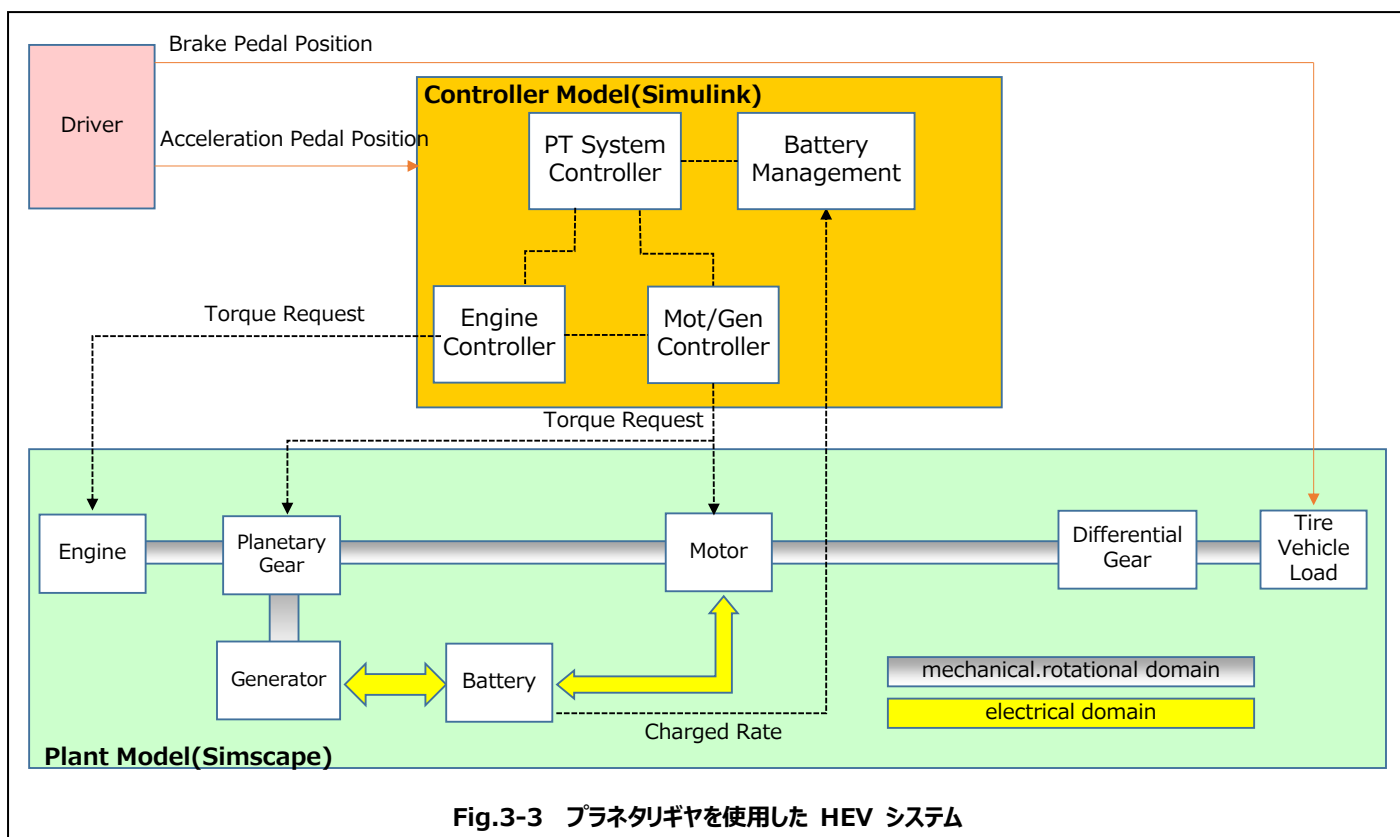 Brake Pedal Position
Driver
Acceleration Pedal Position
Controller Model(Simulink)
PT System
Controller
Battery
Management
Engine
Controller
Mot/Gen
Controller
Torque Request
Torque Request
Engine
Planetary
Gear
Motor
Differential
Gear
Tire
Vehicle
Load
Generator
Battery
Charged Rate
mechanical.rotational domain
electrical domain
Plant Model(Simscape)
Fig.3-3 プラネタリギヤを使用した HEV システム